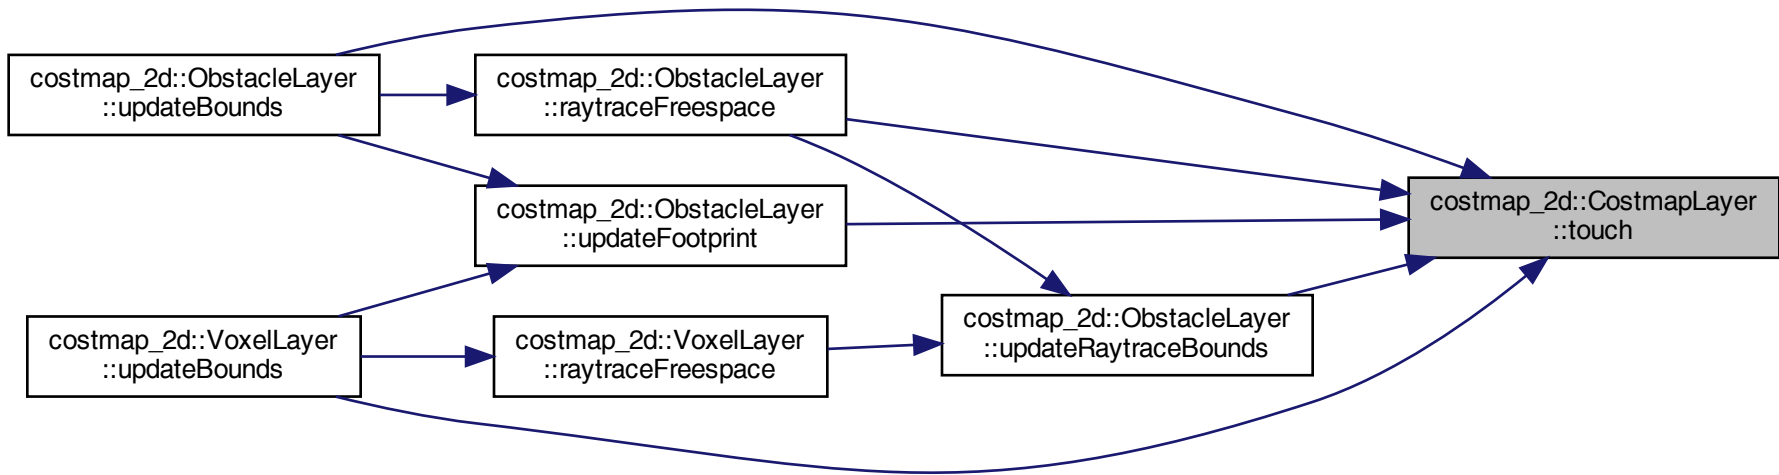 costmap_2d::ObstacleLayer
::updateBounds
costmap_2d::ObstacleLayer
::raytraceFreespace
costmap_2d::ObstacleLayer
::updateFootprint
costmap_2d::CostmapLayer
::touch
costmap_2d::VoxelLayer
::updateBounds
costmap_2d::VoxelLayer
::raytraceFreespace
costmap_2d::ObstacleLayer
::updateRaytraceBounds